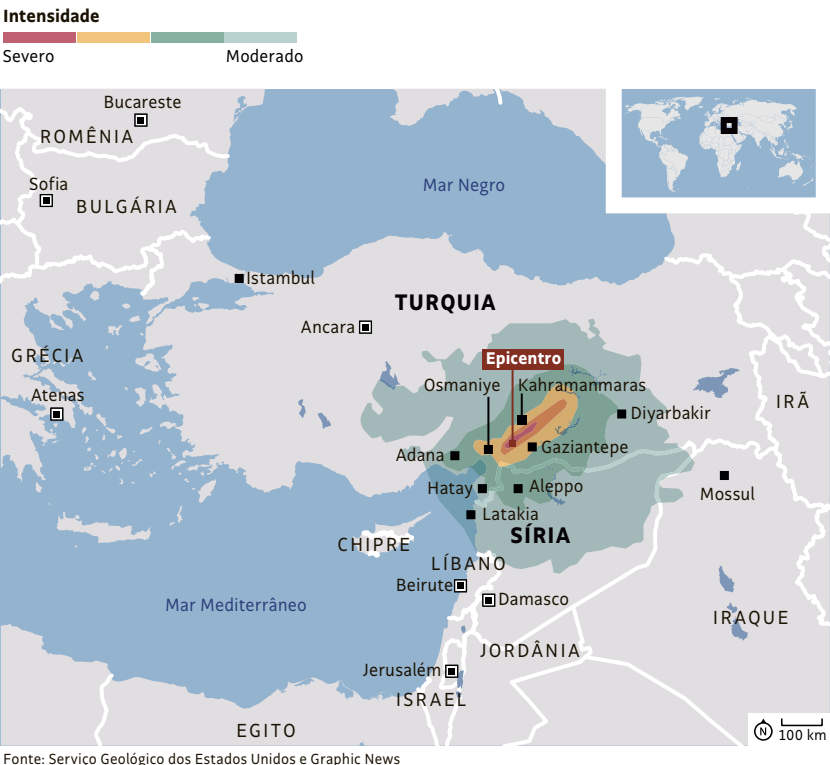 Intensidade
Severo
Moderado
Bucareste
ROMÊNIA
Sofia
BULGÁRIA
Mar Negro
Istambul
TURQUIA
Ancara
GRÉCIA
Epicentro
Osmaniye
Kahramanmaras
Atenas
Diyarbakir
IRÃ
Adana
Gaziantepe
Hatay
Aleppo
Mossul
Latakia
SÍRIA
CHIPRE
LÍBANO
Beirute
Damasco
Mar Mediterrâneo
IRAQUE
JORDÂNIA
Jerusalém
ISRAEL
EGITO
N
100 km
Fonte: Serviço Geológico dos Estados Unidos e Graphic News